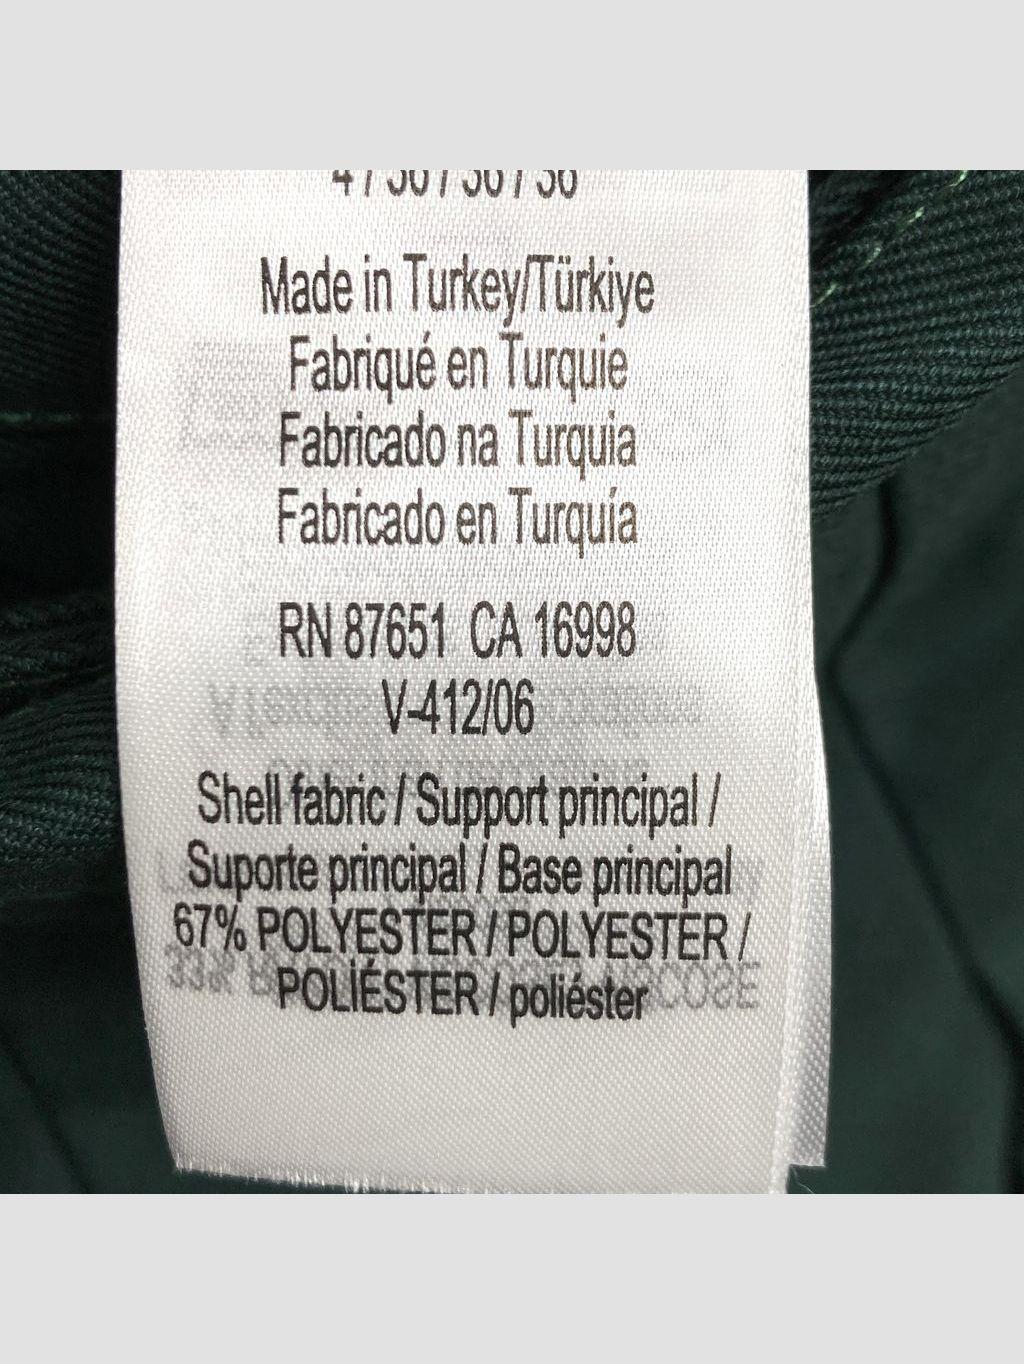 Made in Turkey/Türkiye
Fabriqué en Turquie
Fabricado na Turquia
Fabricado en Turquía
RN 87651 CA 16998
V-412/06
Shell fabric / Support principal /
Suporte principal / Base principal
67% POLYESTER / POLYESTER /
POLIÉSTER / poliéster